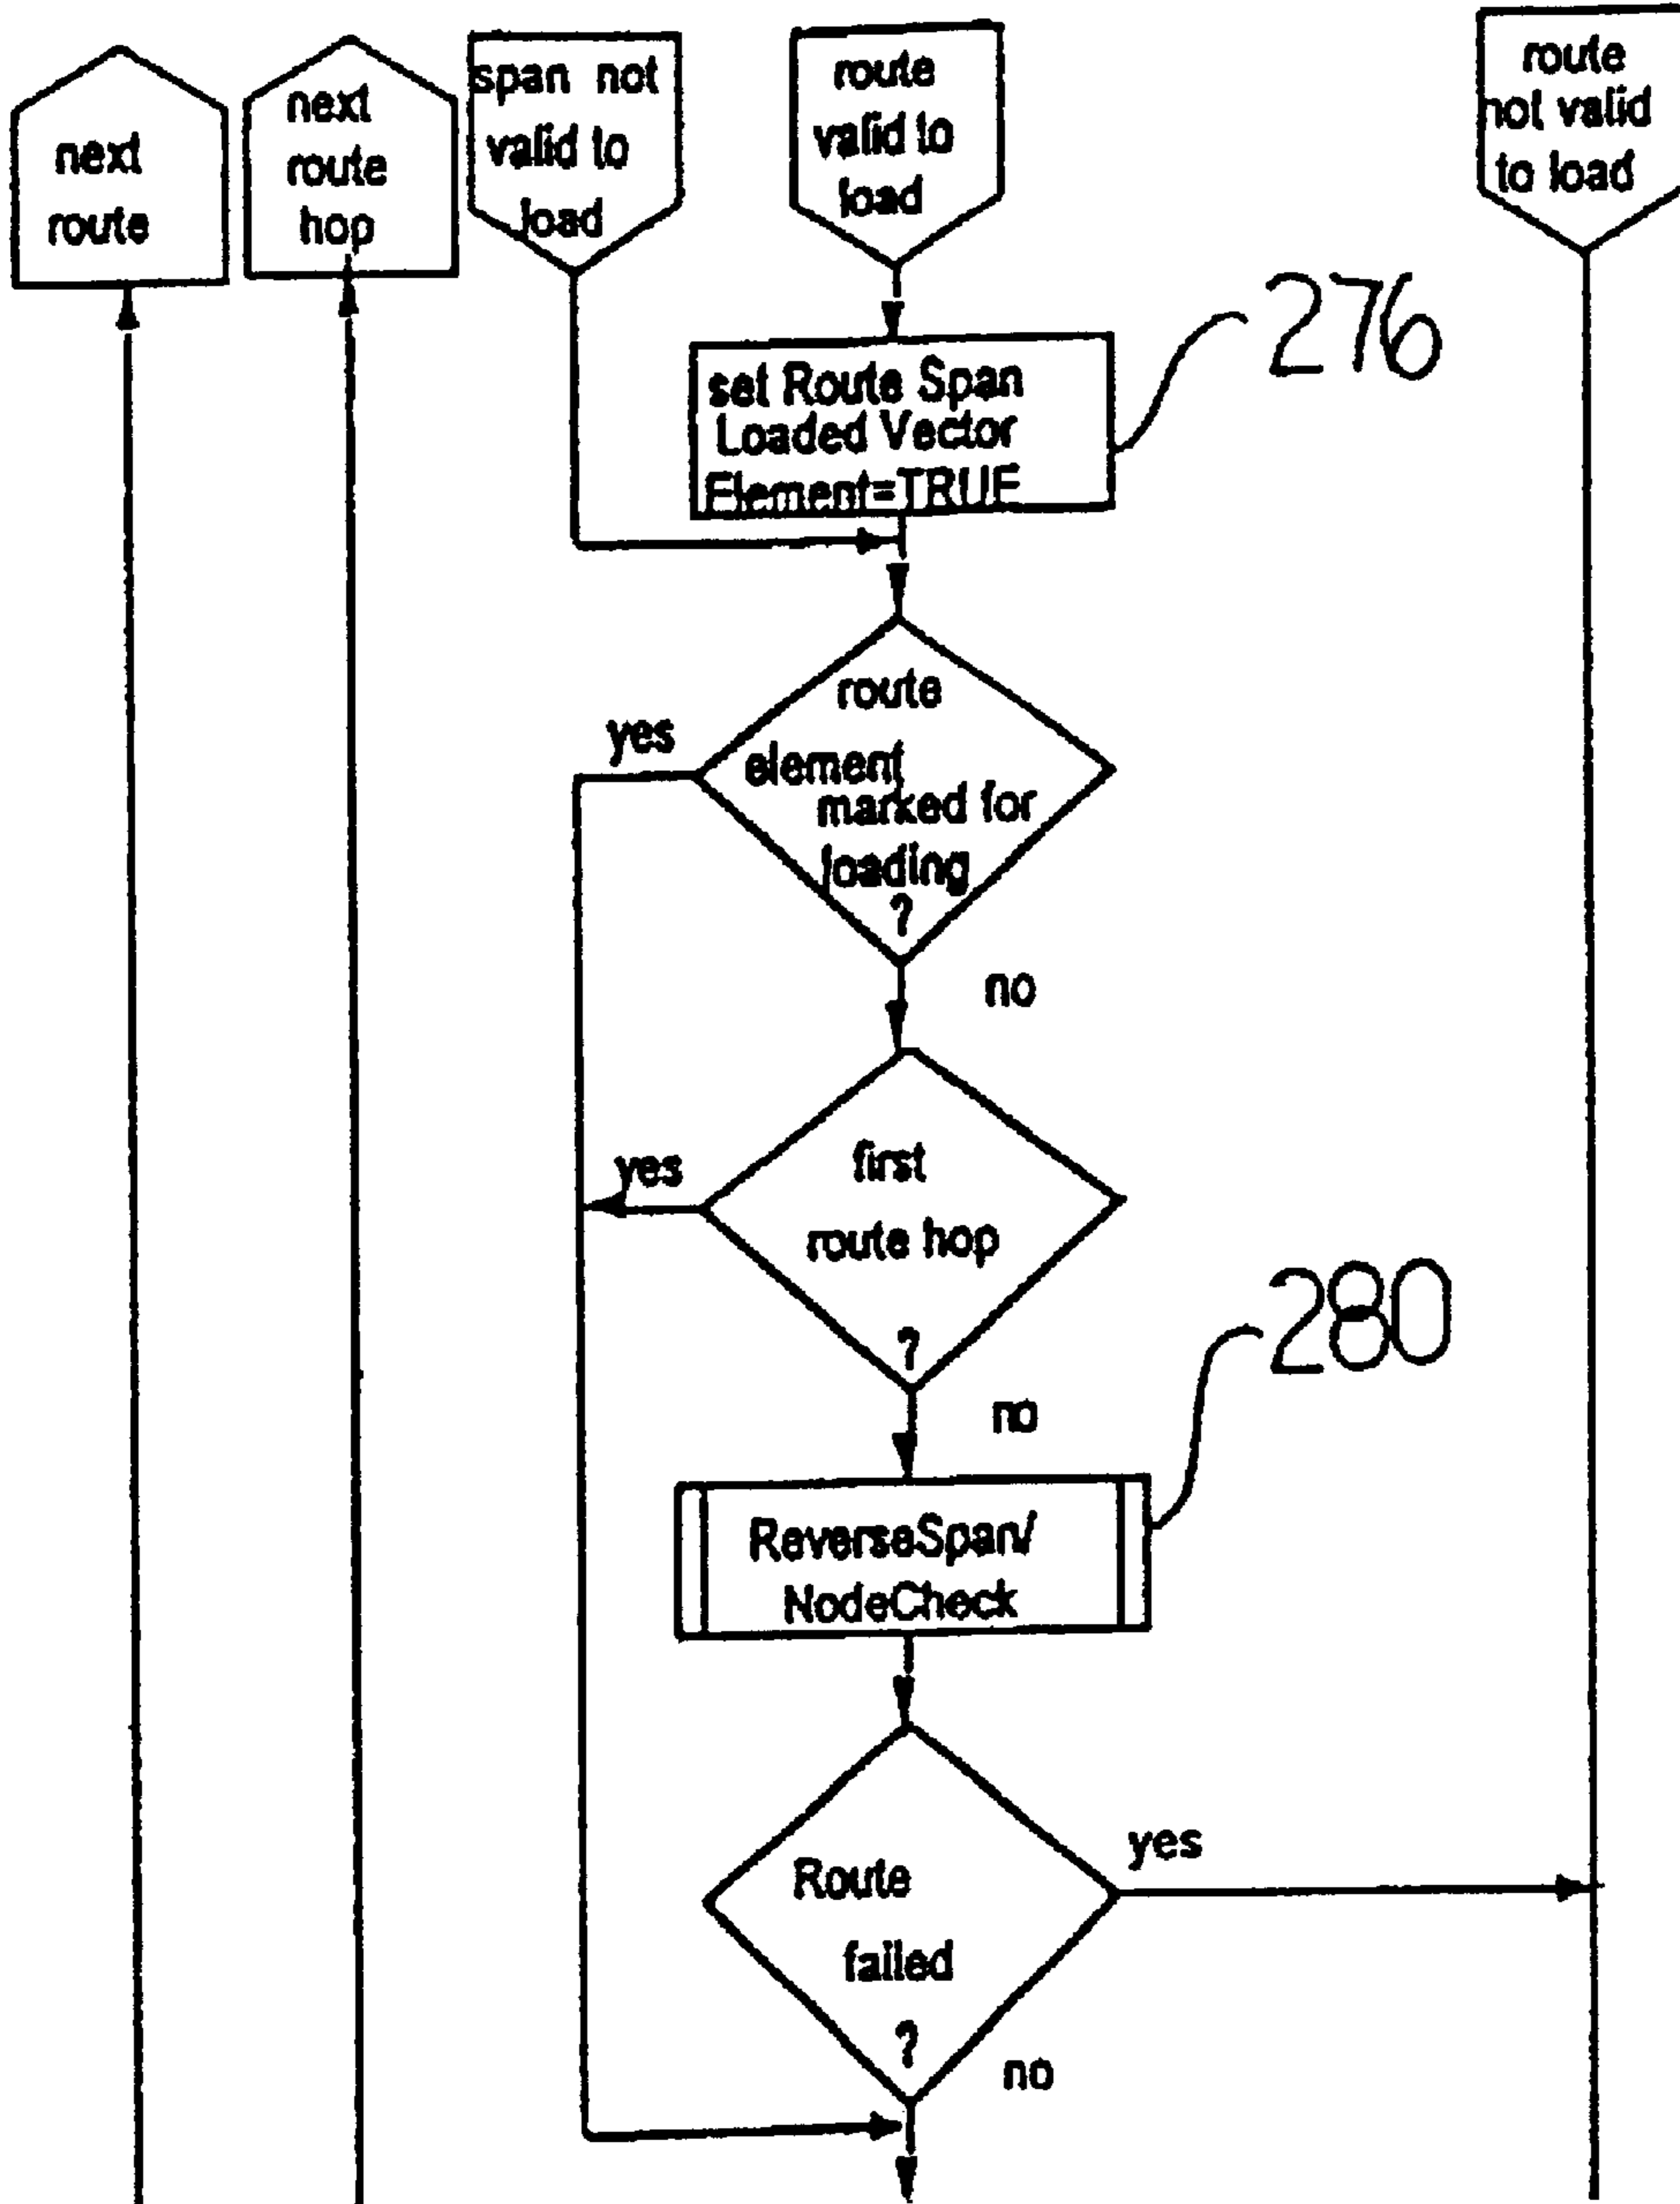 next
route
next
route
hop
span not
valid to
load
route
valid to
load
route
not valid
to load
276
set Route Span
Loaded Vector
Element=TRUE
route
element
marked for
loading
?
yes
no
first
route hop
?
yes
no
280
ReverseSpan/
NodeCheck
Route
failed
?
yes
no